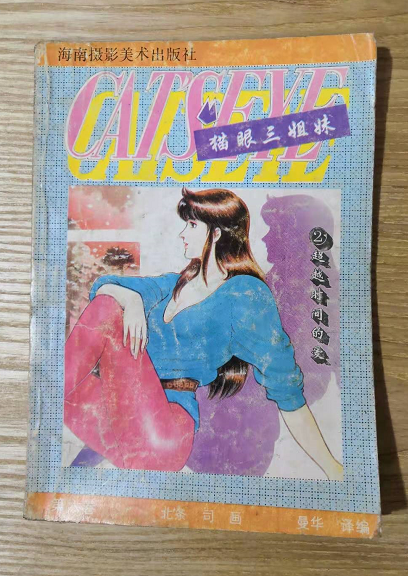 海南摄影美术出版社
CATSEYE
猫眼三姐妹
②超越时间的爱
北条 司 画
曼华 译编